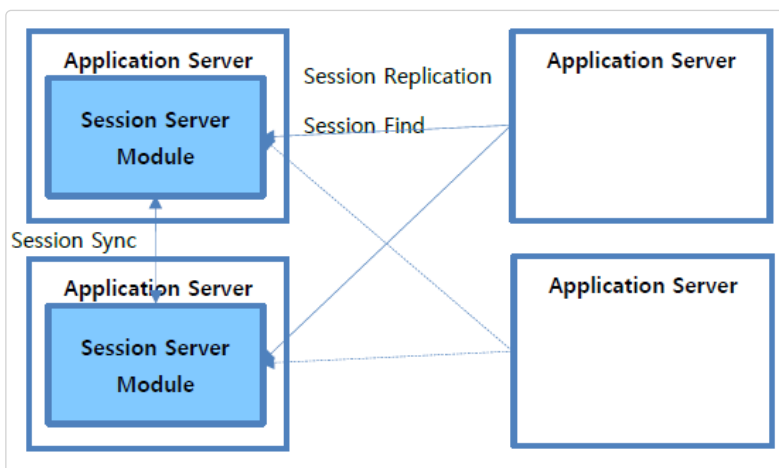 Application Server
Session Server
Module
Session Replication
Session Find
Application Server
Session Sync
Application Server
Session Server
Module
Application Server